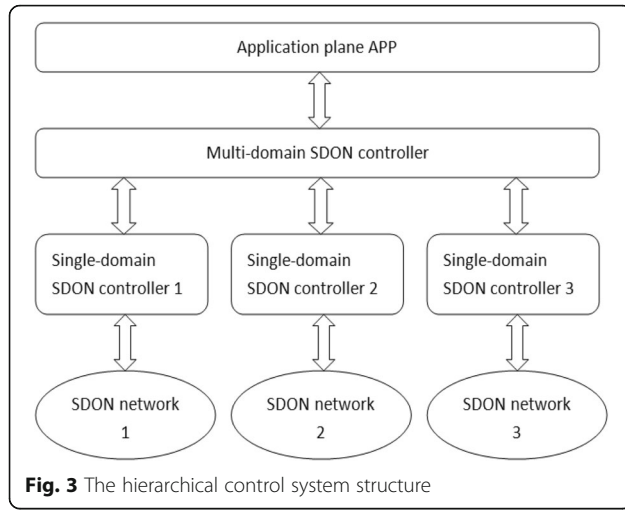 Application plane APP
Multi-domain SDON controller
Single-domain
SDON controller 1
Single-domain
SDON controller 2
Single-domain
SDON controller 3
SDON network
1
SDON network
2
SDON network
3
Fig. 3 The hierarchical control system structure